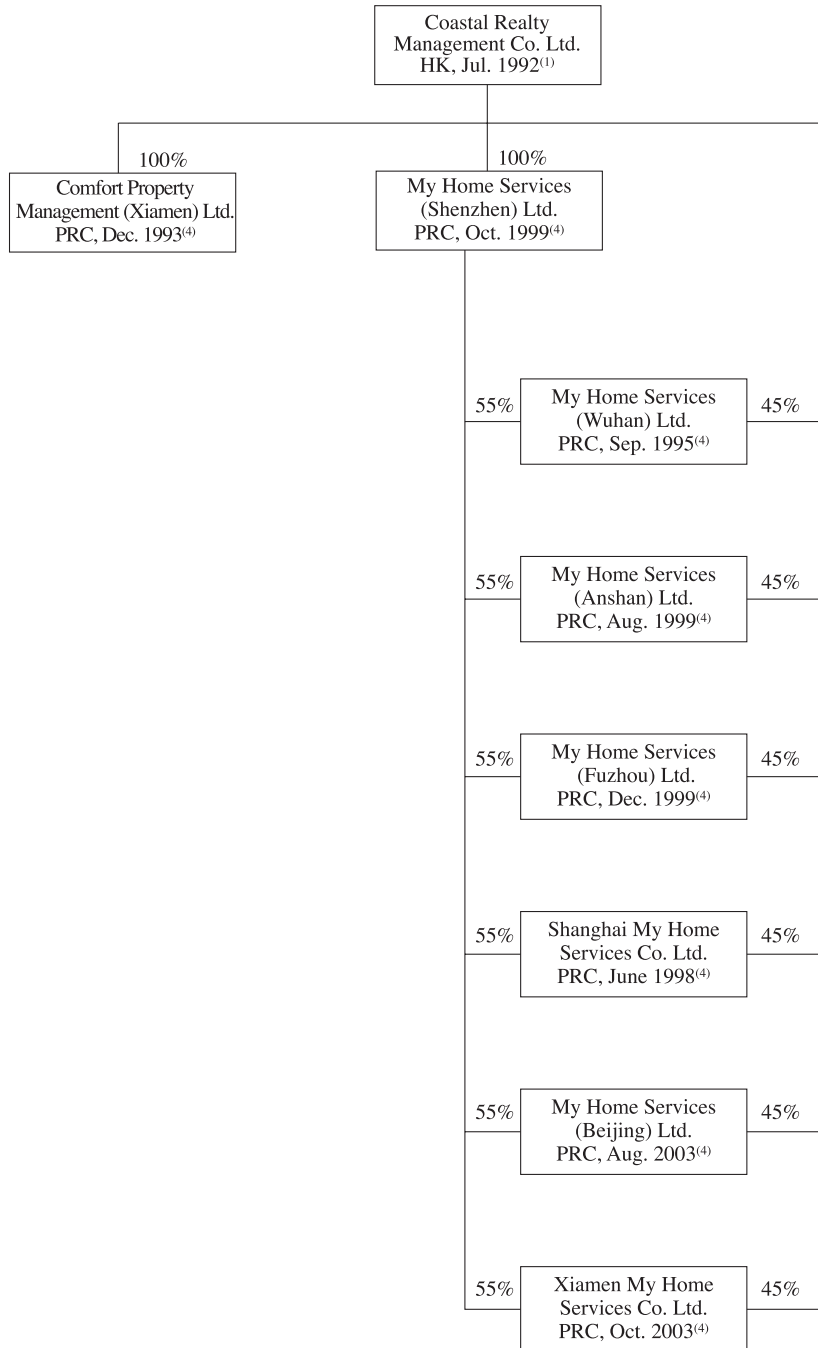 Coastal Realty
Management Co. Ltd.
HK, Jul. 1992(1)
100%
Comfort Property
Management (Xiamen) Ltd.
PRC, Dec. 1993(4)
100%
My Home Services
(Shenzhen) Ltd.
PRC, Oct. 1999(4)
55%
My Home Services
(Wuhan) Ltd.
PRC, Sep. 1995(4)
45%
55%
My Home Services
(Anshan) Ltd.
PRC, Aug. 1999(4)
45%
55%
My Home Services
(Fuzhou) Ltd.
PRC, Dec. 1999(4)
45%
55%
Shanghai My Home
Services Co. Ltd.
PRC, June 1998(4)
45%
55%
My Home Services
(Beijing) Ltd.
PRC, Aug. 2003(4)
45%
55%
Xiamen My Home
Services Co. Ltd.
PRC, Oct. 2003(4)
45%